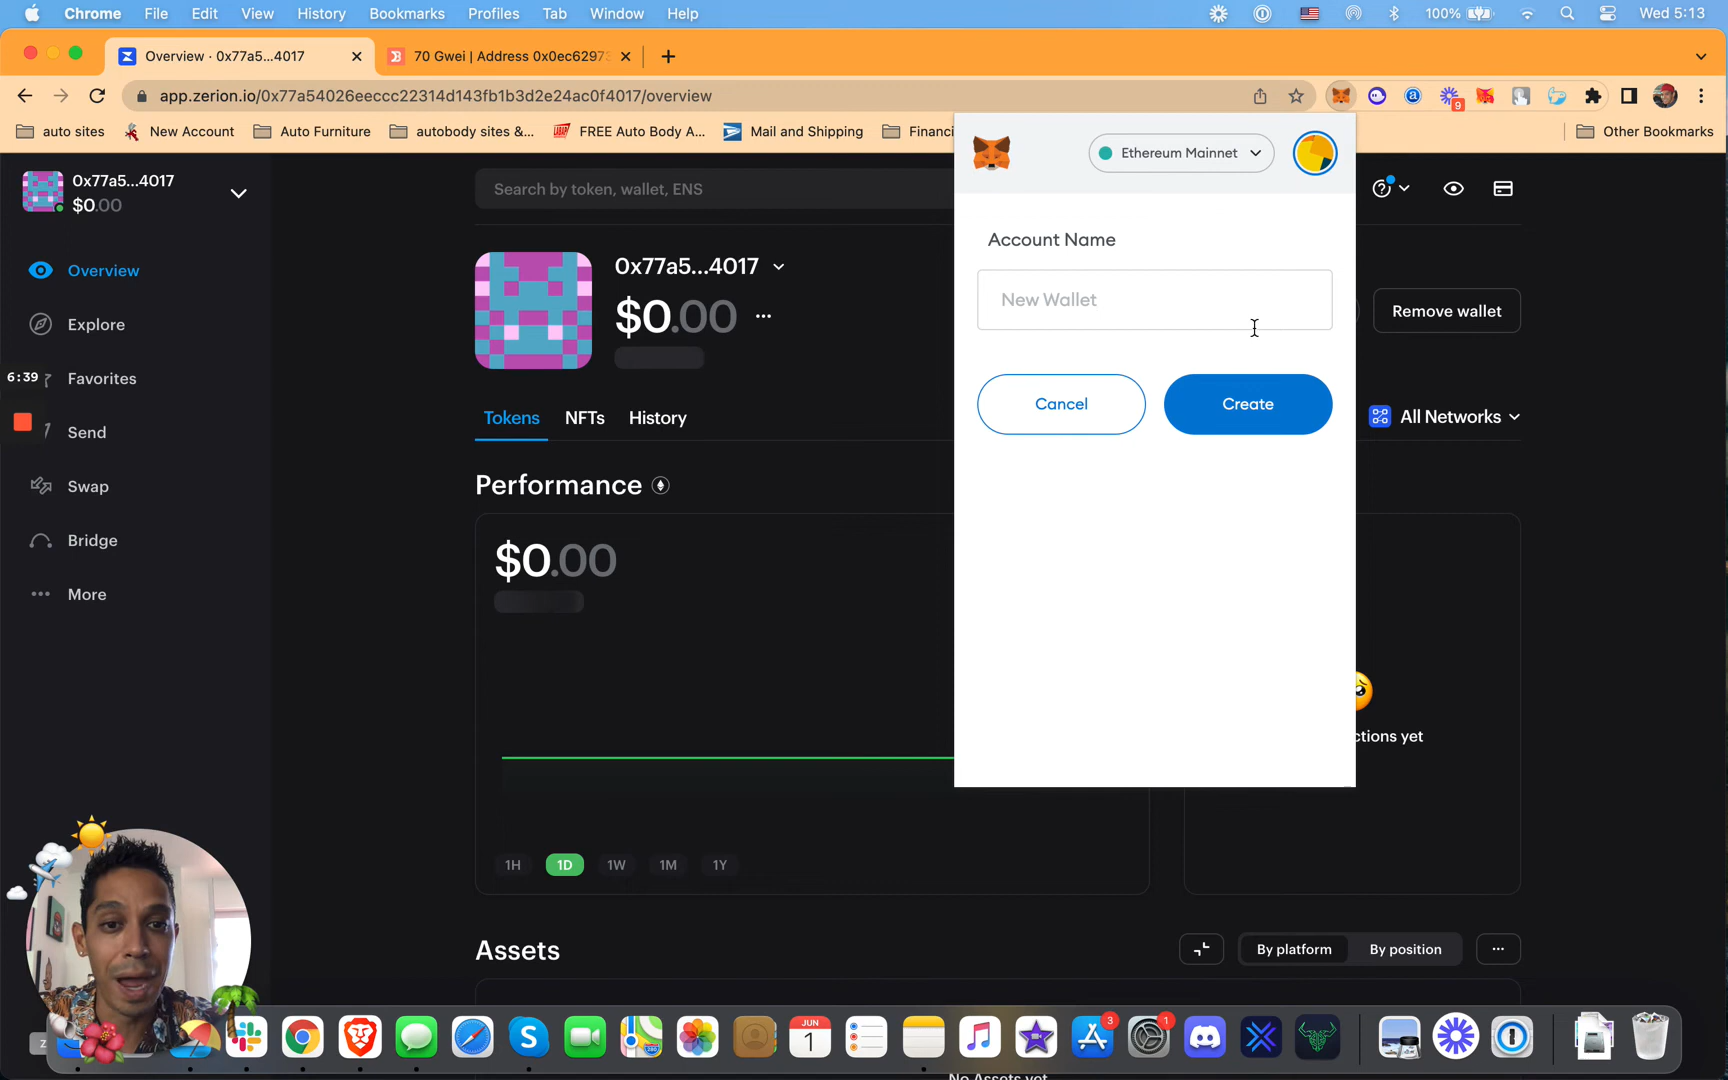 Chrome File Edit View History Bookmarks Profiles Tab Window Help 100% Wed 5:13
Overview · 0x77a5...4017
70 Gwei | Address 0x0ec6297
app.zerion.io/0x77a54026eeccc22314d143fb1b3d2e24ac0f4017/overview
9
auto sites New Account Auto Furniture autobody sites &... FREE Auto Body A... Mail and Shipping Financi Other Bookmarks
0x77a5...4017
$0.00
Overview
Explore
6:39
Favorites
Send
Swap
Bridge
More
Search by token, wallet, ENS
0x77a5...4017
$0.00
Remove wallet
Tokens NFTs History
All Networks
Performance
$0.00
1H 1D 1W 1M 1Y
ctions yet
Ethereum Mainnet
Account Name
New Wallet
Cancel Create
Assets
By platform By position
Z
JUN
1
3
1
No Assets yet